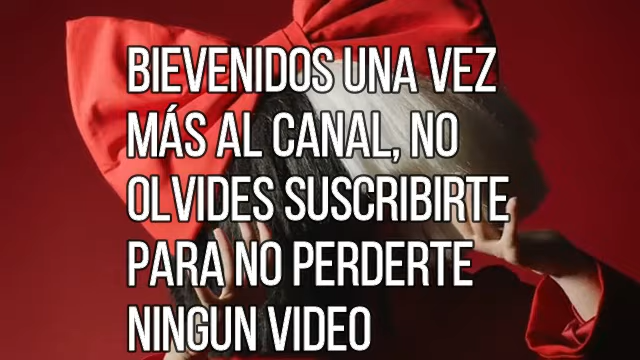 BIEVENIDOS UNA VEZ
MÁS AL CANAL, NO
OLVIDES SUSCRIBIRTE
PARA NO PERDERTE
NINGUN VIDEO